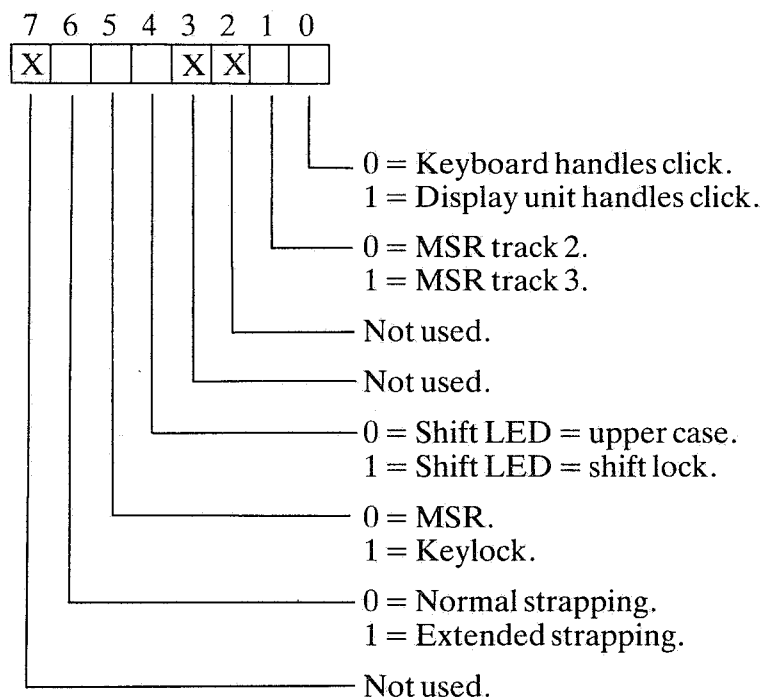 7 6 5 4 3 2 1 0
X X X
0 = Keyboard handles click.
1 = Display unit handles click.
0 = MSR track 2.
1 = MSR track 3.
Not used.
Not used.
0 = Shift LED = upper case.
1 = Shift LED = shift lock.
0 = MSR.
1 = Keylock.
0 = Normal strapping.
1 = Extended strapping.
Not used.